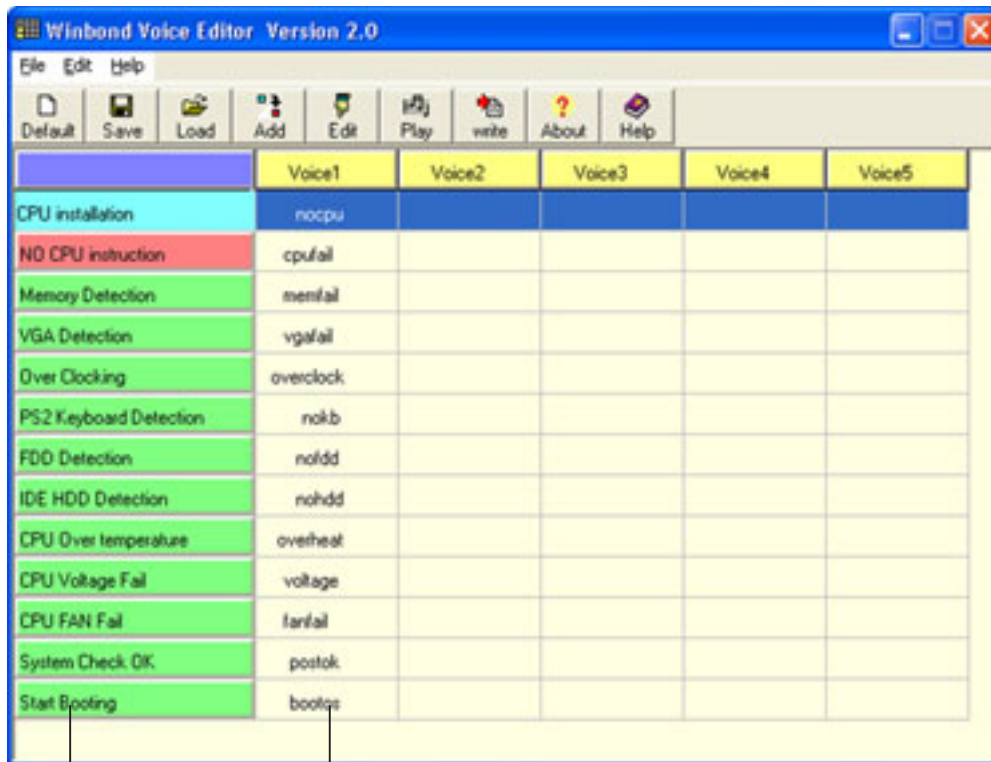 Winbond Voice Editor Version 2.0
File Edit Help
Default Save Load Add Edit Play write About Help
Voice1 Voice2 Voice3 Voice4 Voice5
CPU installation nocpu
NO CPU instruction cpufail
Memory Detection memfail
VGA Detection vgafail
Over Clocking overclock
PS2 Keyboard Detection nokb
FDD Detection nofdd
IDE HDD Detection nohdd
CPU Over temperature overheat
CPU Voltage Fail voltage
CPU FAN Fail fanfail
System Check OK postok
Start Booting bootos